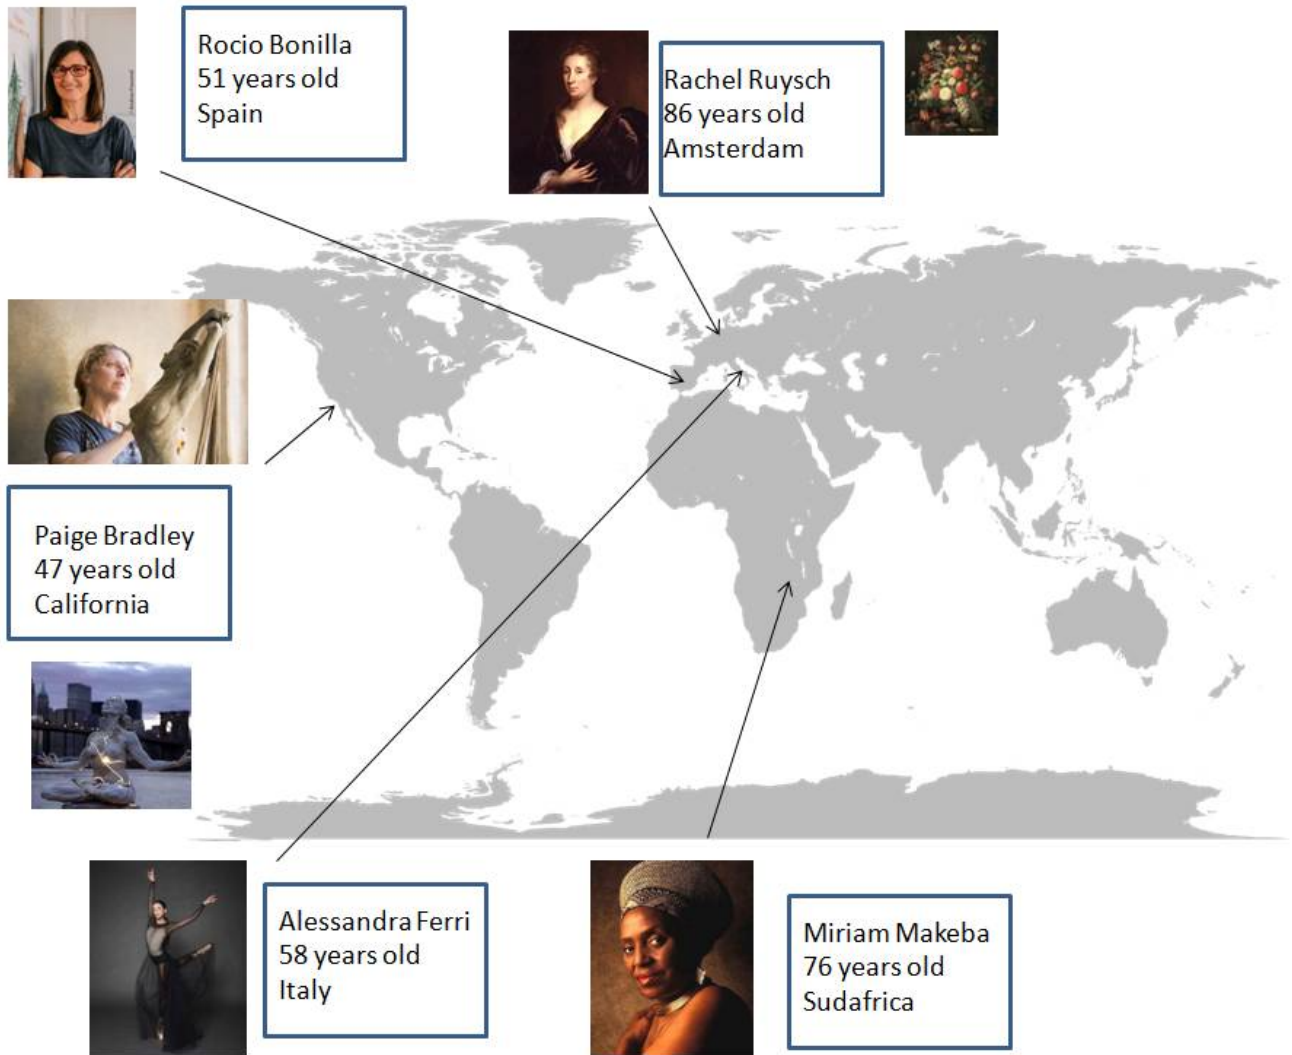 Rocio Bonilla
51 years old
Spain
Rachel Ruysch
86 years old
Amsterdam
Paige Bradley
47 years old
California
Alessandra Ferri
58 years old
Italy
Miriam Makeba
76 years old
Sudafrica